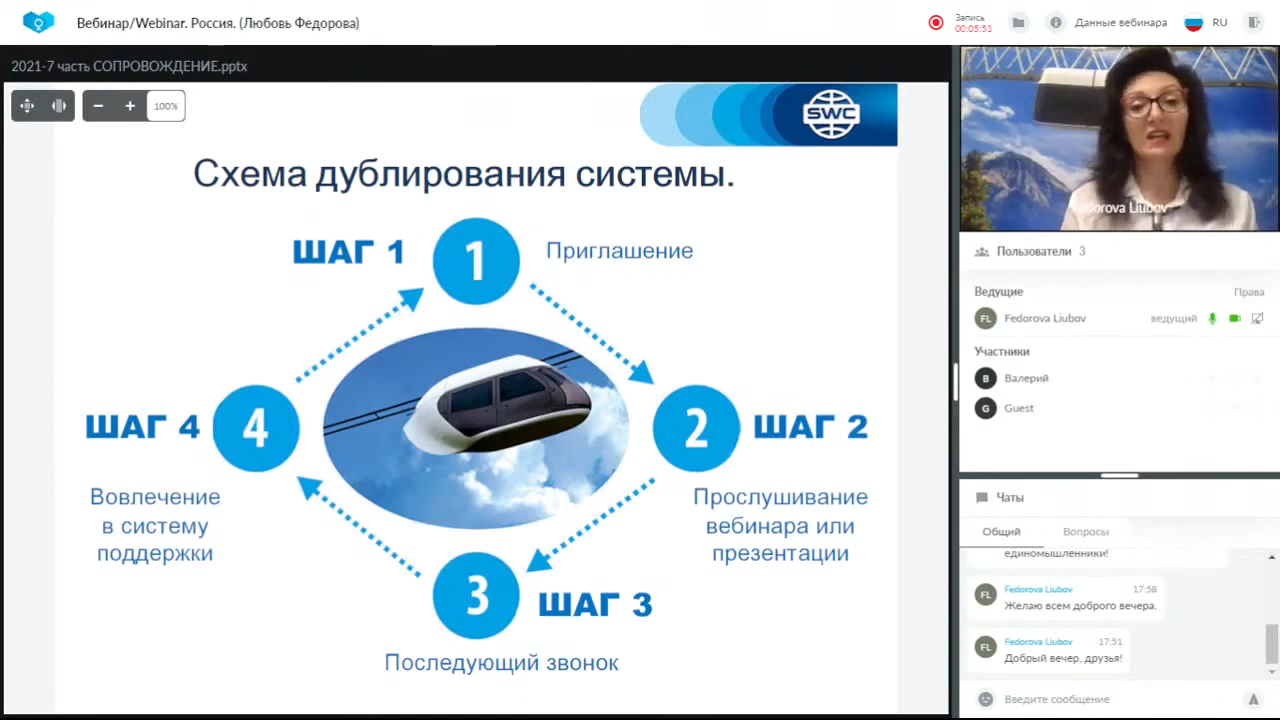 Вебинар/Webinar. Россия. (Любовь Федорова)
Запись
00:05:51
Данные вебинара
RU
2021-7 часть СОПРОВОЖДЕНИЕ.pptx
100%
SWC
Схема дублирования системы.
ШАГ 1
1
Приглашение
ШАГ 4
4
2
ШАГ 2
Вовлечение
в систему
поддержки
Прослушивание
вебинара или
презентации
3
ШАГ 3
Последующий звонок
Fedorova Liubov
Пользователи 3
Ведущие
Права
FL
Fedorova Liubov
ведущий
Участники
В
Валерий
G
Guest
Чаты
Общий
Вопросы
единомышленники!
FL
Fedorova Liubov
17:58
Желаю всем доброго вечера.
FL
Fedorova Liubov
17:51
Добрый вечер, друзья!
Введите сообщение